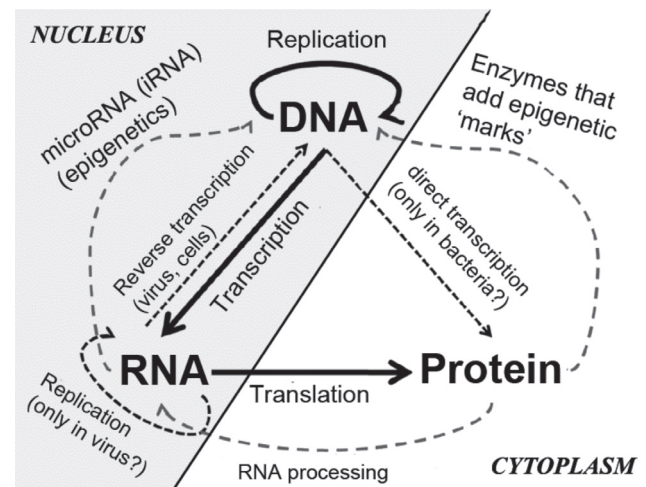 NUCLEUS
Replication
DNA
microRNA (iRNA)
(epigenetics)
Enzymes that
add epigenetic
‘marks’
Reverse transcription
(virus, cells)
Transcription
direct transcription
(only in bacteria?)
RNA
Translation
Protein
Replication
(only in virus?)
RNA processing
CYTOPLASM